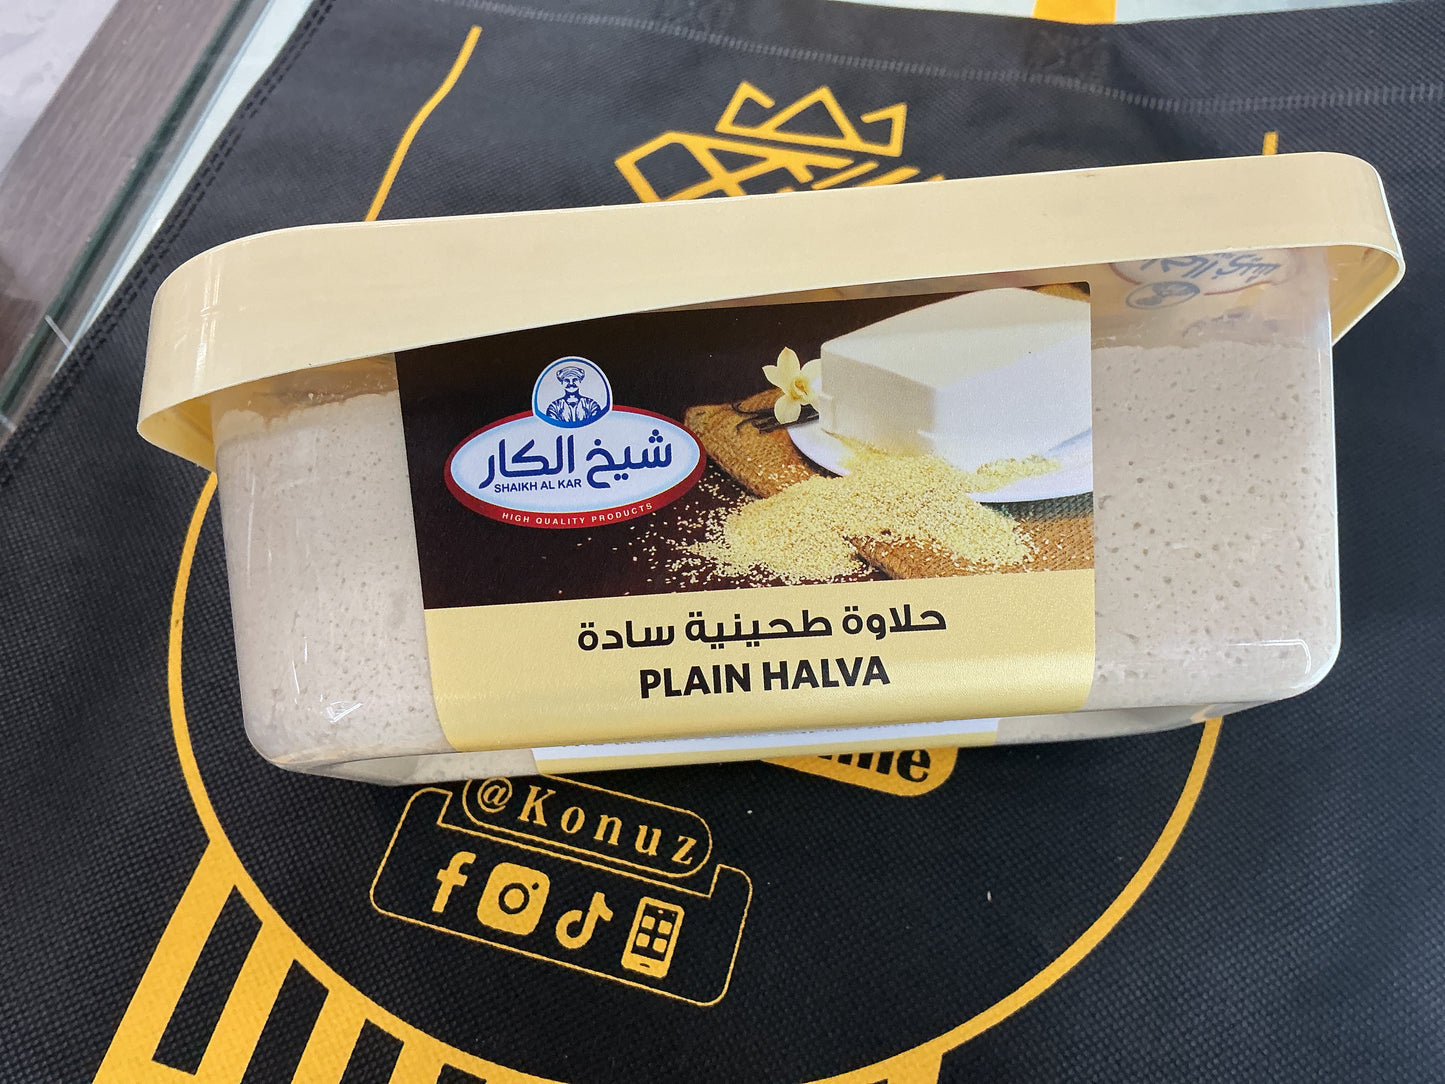 شيخ الكار
SHAIKH AL KAR
HIGH QUALITY PRODUCTS
حلاوة طحينية سادة
PLAIN HALVA
@Konuz